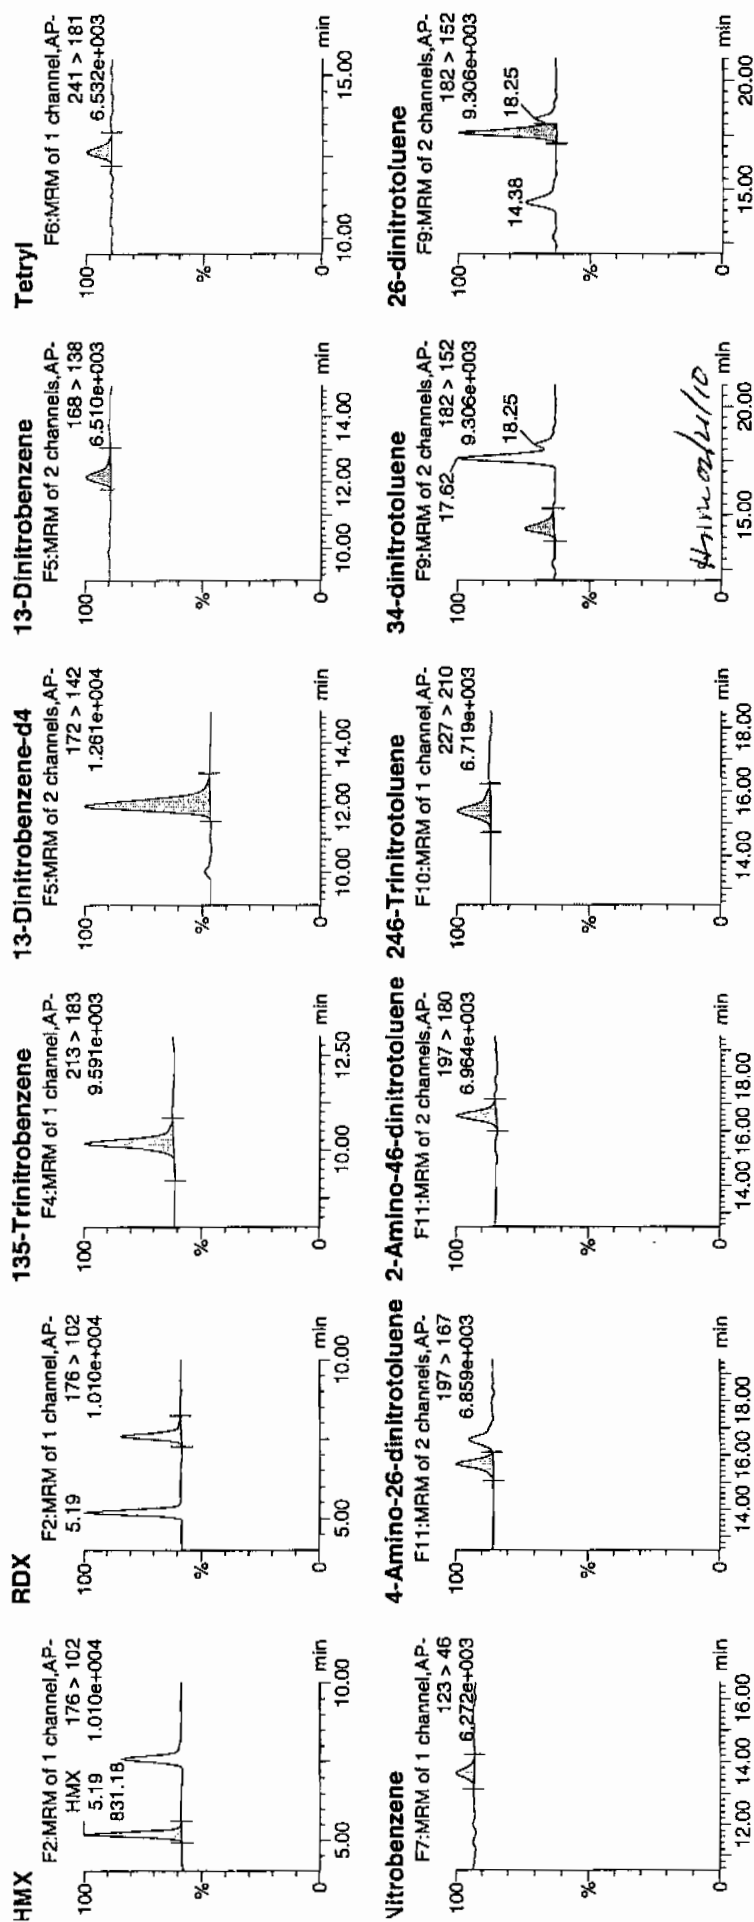 HMX
F2:MRM of 1 channel,AP-
176 > 102
1.010e+004
HMX
5.19
831.18
100
%
0
5.00
10.00
min
RDX
F2:MRM of 1 channel,AP-
176 > 102
1.010e+004
5.19
100
%
0
5.00
10.00
min
135-Trinitrobenzene
F4:MRM of 1 channel,AP-
213 > 183
9.591e+003
100
%
0
10.00
12.50
min
13-Dinitrobenzene-d4
F5:MRM of 2 channels,AP-
172 > 142
1.261e+004
100
%
0
10.00
12.00
14.00
min
13-Dinitrobenzene
F5:MRM of 2 channels,AP-
168 > 138
6.510e+003
100
%
0
10.00
12.00
14.00
min
Tetryl
F6:MRM of 1 channel,AP-
241 > 181
6.532e+003
100
%
0
10.00
15.00
min
Nitrobenzene
F7:MRM of 1 channel,AP-
123 > 46
6.272e+003
100
%
0
12.00
14.00
16.00
min
4-Amino-26-dinitrotoluene
F11:MRM of 2 channels,AP-
197 > 167
6.859e+003
100
%
0
14.00
16.00
18.00
min
2-Amino-46-dinitrotoluene
F11:MRM of 2 channels,AP-
197 > 180
6.964e+003
100
%
0
14.00
16.00
18.00
min
246-Trinitrotoluene
F10:MRM of 1 channel,AP-
227 > 210
6.719e+003
100
%
0
14.00
16.00
18.00
min
34-dinitrotoluene
F9:MRM of 2 channels,AP-
182 > 152
9.306e+003
17.62
18.25
100
%
0
15.00
20.00
min
02/21/10
26-dinitrotoluene
F9:MRM of 2 channels,AP-
182 > 152
9.306e+003
14.38
18.25
100
%
0
15.00
20.00
min